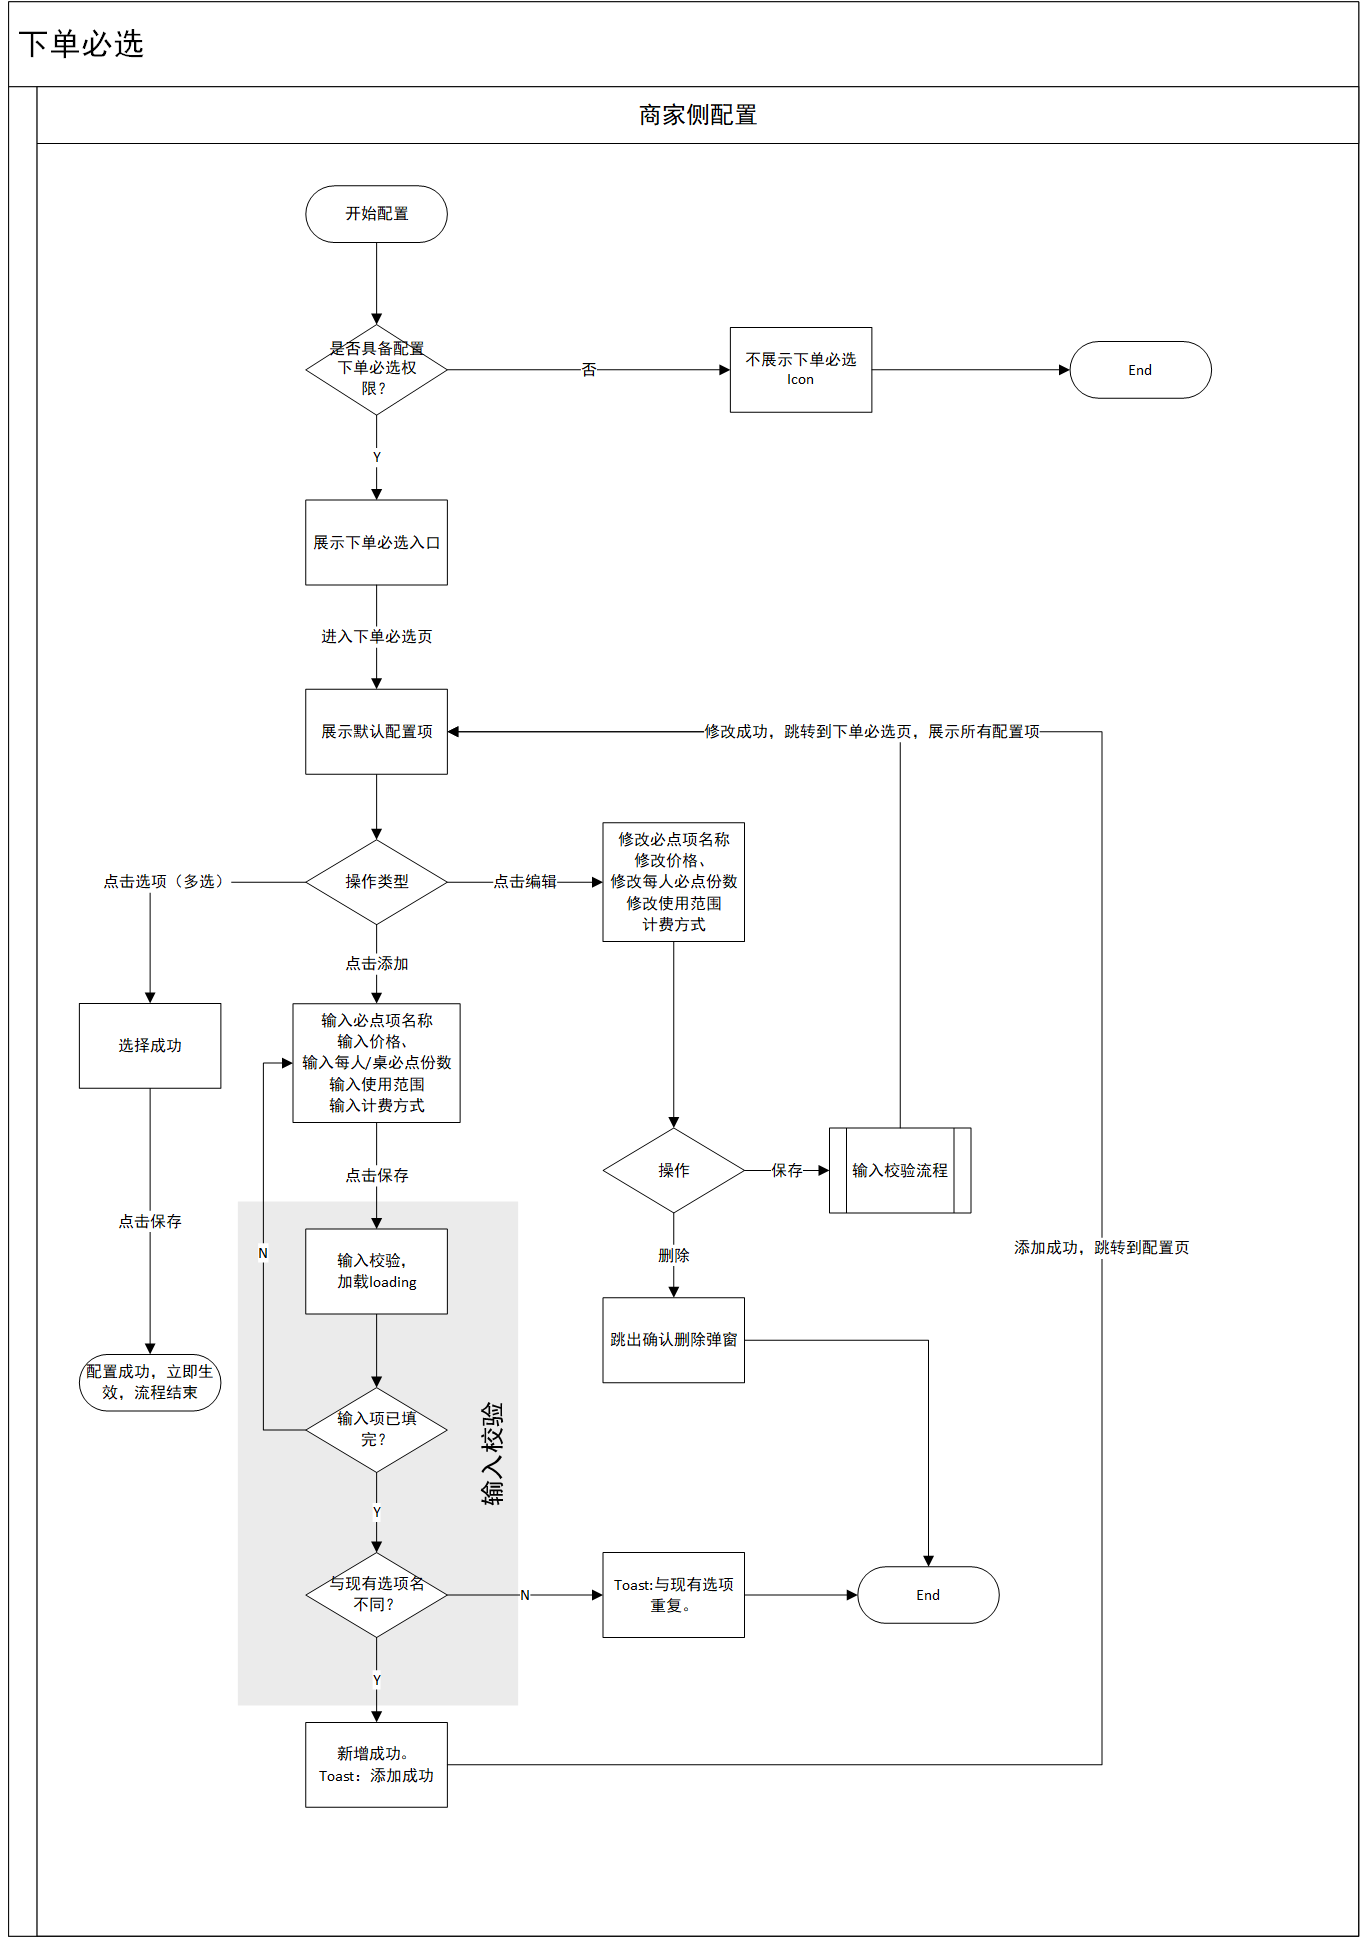 下单必选
商家侧配置
开始配置
是否具备配置
下单必选权
限？
否
不展示下单必选
Icon
End
Y
展示下单必选入口
进入下单必选页
展示默认配置项
修改成功，跳转到下单必选页，展示所有配置项
点击选项（多选）
操作类型
点击编辑
修改必点项名称
修改价格、
修改每人必点份数
修改使用范围
计费方式
点击添加
选择成功
输入必点项名称
输入价格、
输入每人/桌必点份数
输入使用范围
输入计费方式
点击保存
操作
保存
输入校验流程
点击保存
N
输入校验，
加载loading
删除
添加成功，跳转到配置页
跳出确认删除弹窗
配置成功，立即生
效，流程结束
输入项已填
完？
输入校验
Y
与现有选项名
不同？
N
Toast:与现有选项
重复。
End
Y
新增成功。
Toast：添加成功